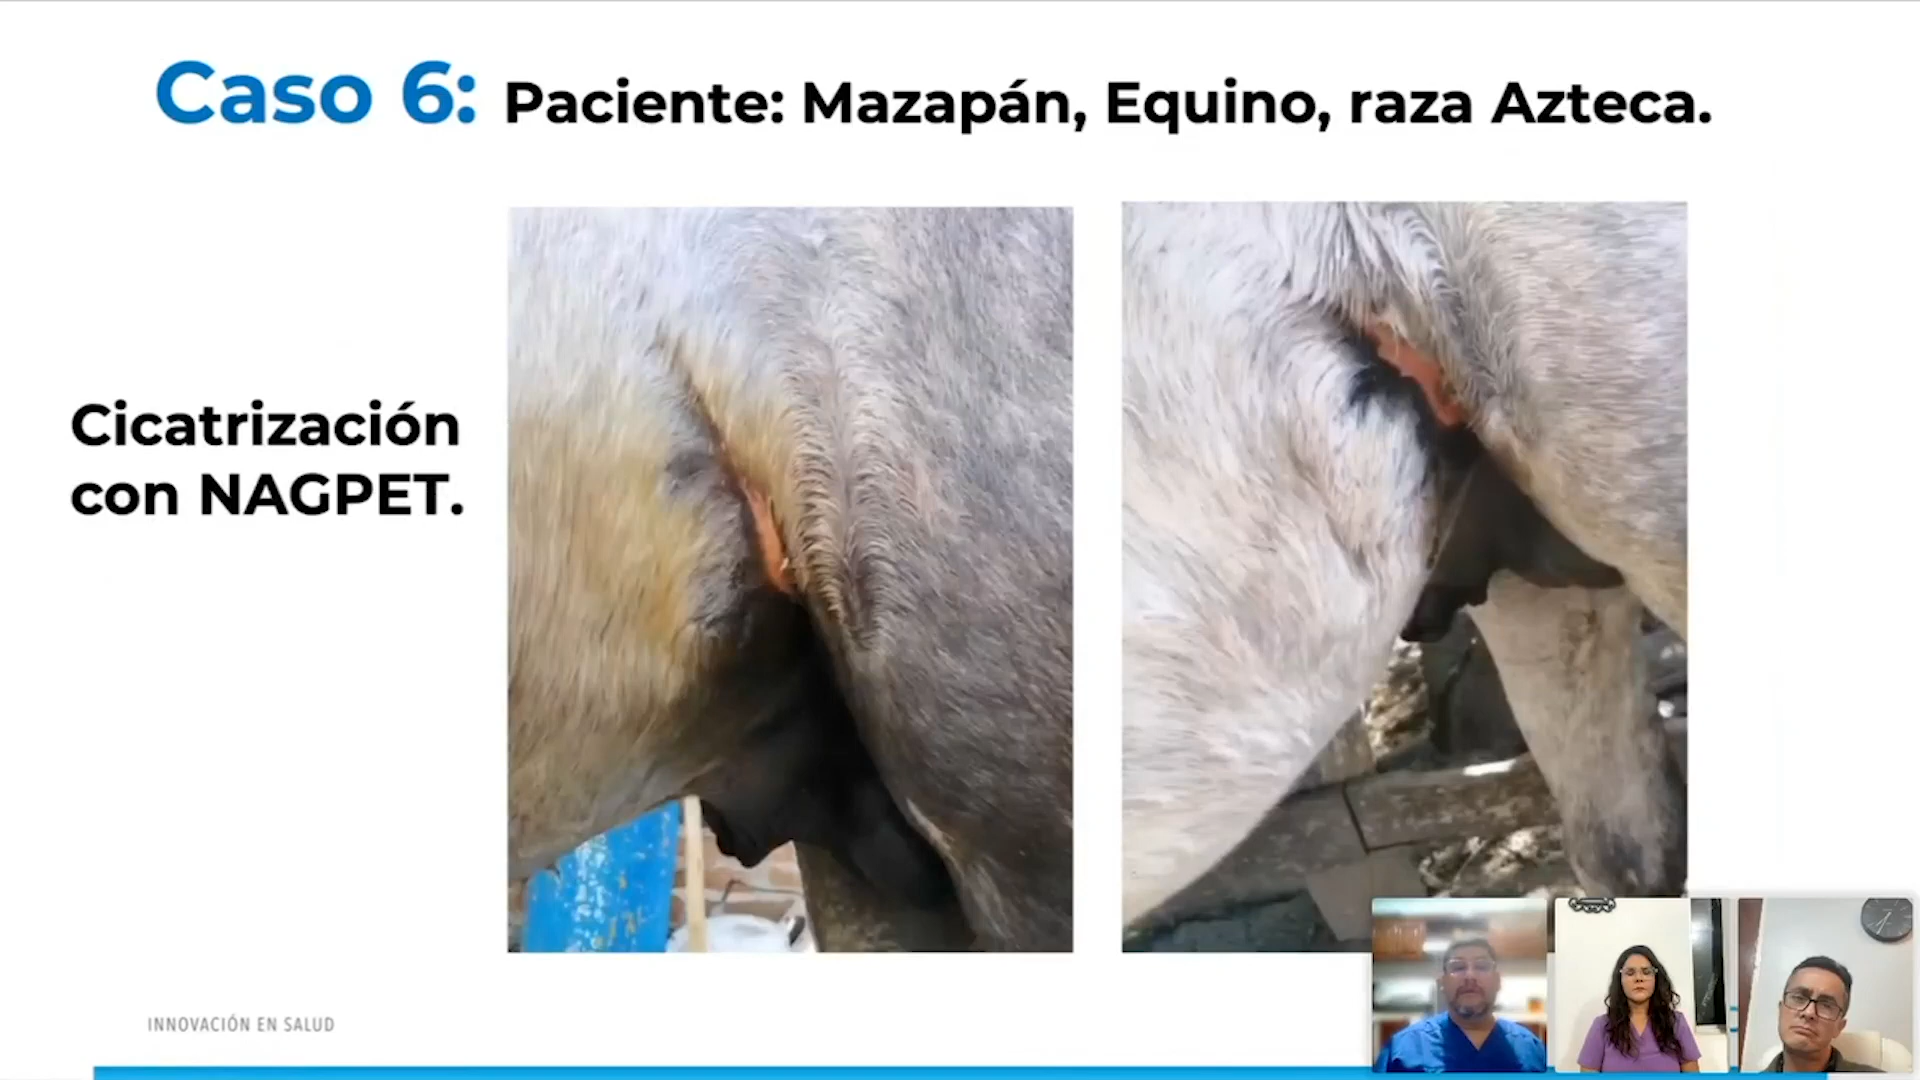 Caso 6: Paciente: Mazapán, Equino, raza Azteca.
Cicatrización
con NAGPET.
INNOVACIÓN EN SALUD